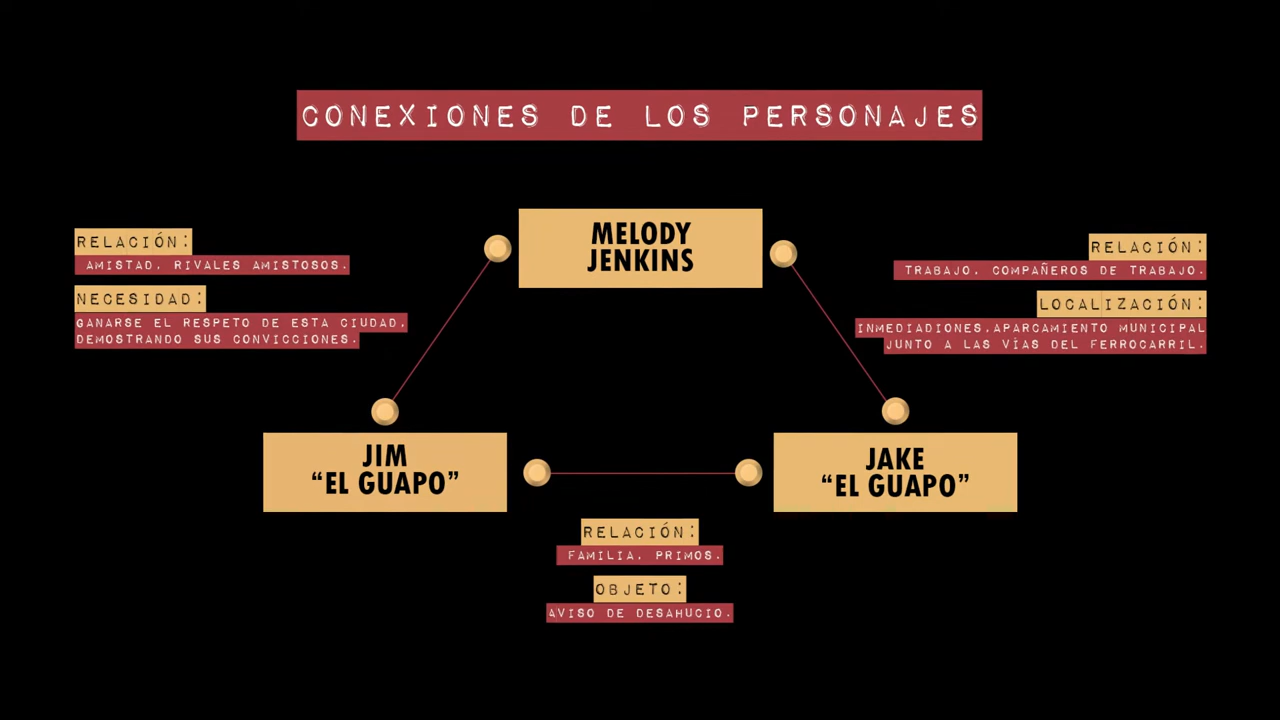 CONEXIONES DE LOS PERSONAJES
MELODY
JENKINS
RELACIÓN:
AMISTAD, RIVALES AMISTOSOS.
NECESIDAD:
GANARSE EL RESPETO DE ESTA CIUDAD,
DEMOSTRANDO SUS CONVICCIONES.
RELACIÓN:
TRABAJO, COMPAÑEROS DE TRABAJO.
LOCALIZACIÓN:
INMEDIADIONES,APARCAMIENTO MUNICIPAL
JUNTO A LAS VÍAS DEL FERROCARRIL.
JIM
“EL GUAPO”
JAKE
“EL GUAPO”
RELACIÓN:
FAMILIA, PRIMOS.
OBJETO:
AVISO DE DESAHUCIO.